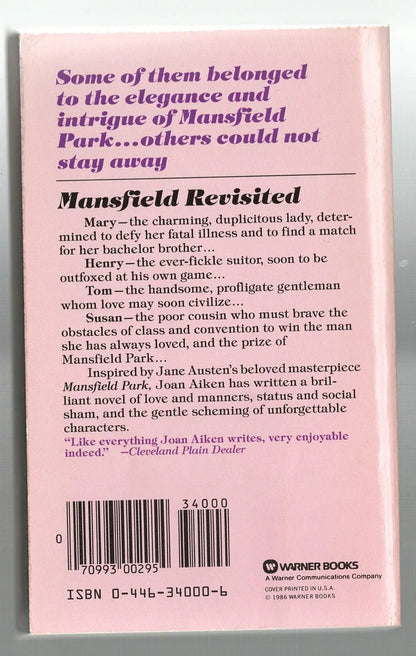 Some of them belonged
to the elegance and
intrigue of Mansfield
Park...others could not
stay away
Mansfield Revisited
Mary—the charming, duplicitous lady, deter-
mined to defy her fatal illness and to find a match
for her bachelor brother...
Henry—the ever-fickle suitor, soon to be
outfoxed at his own game...
Tom—the handsome, profligate gentleman
whom love may soon civilize...
Susan—the poor cousin who must brave the
obstacles of class and convention to win the man
she has always loved, and the prize of
Mansfield Park...
Inspired by Jane Austen's beloved masterpiece
Mansfield Park, Joan Aiken has written a bril-
liant novel of love and manners, status and social
sham, and the gentle scheming of unforgettable
characters.
"Like everything Joan Aiken writes, very enjoyable
indeed." —Cleveland Plain Dealer
34000
0
70993 00295
ISBN 0-446-34000-6
W WARNER BOOKS
A Warner Communications Company
COVER PRINTED IN U.S.A.
© 1986 WARNER BOOKS